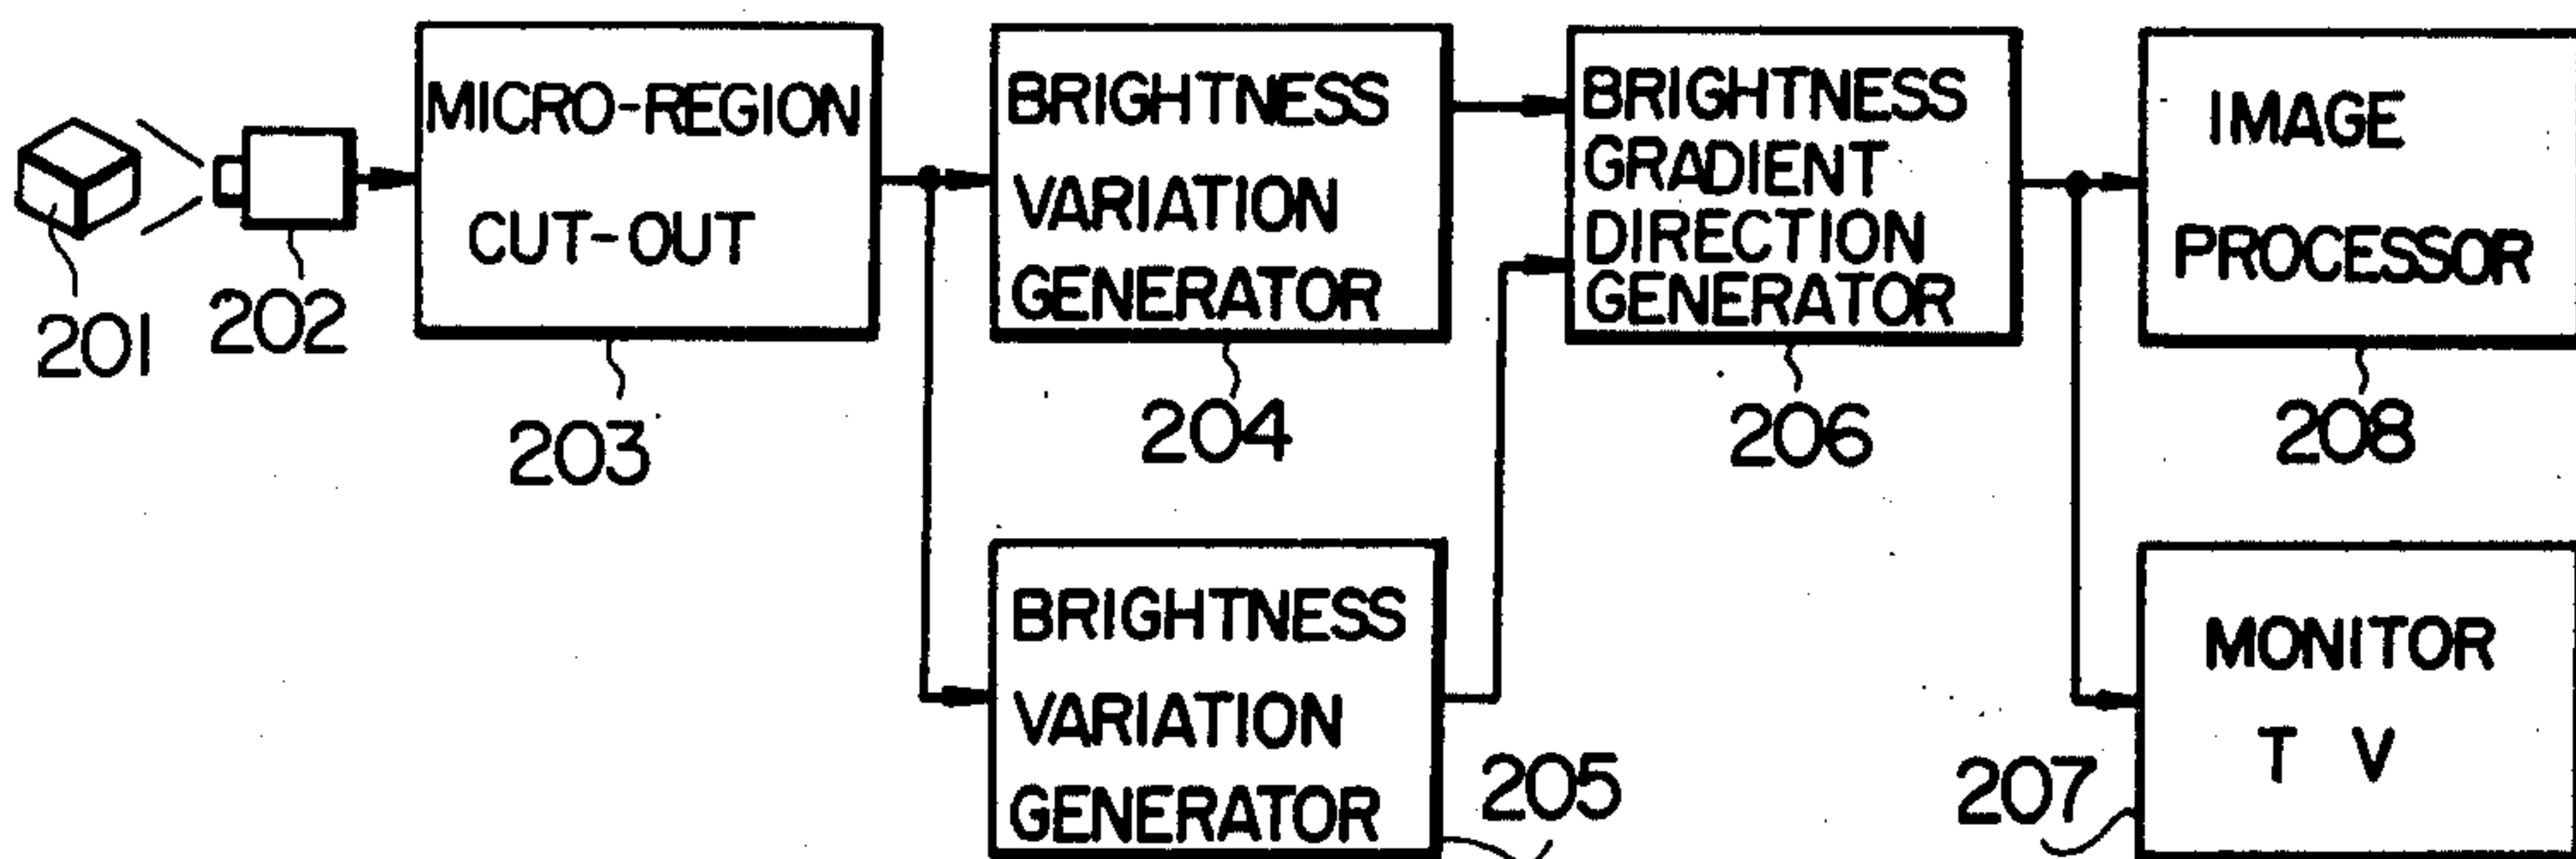 MICRO-REGION
CUT-OUT
BRIGHTNESS
VARIATION
GENERATOR
BRIGHTNESS
GRADIENT
DIRECTION
GENERATOR
IMAGE
PROCESSOR
201
202
203
204
206
208
BRIGHTNESS
VARIATION
GENERATOR
205
MONITOR
T V
207